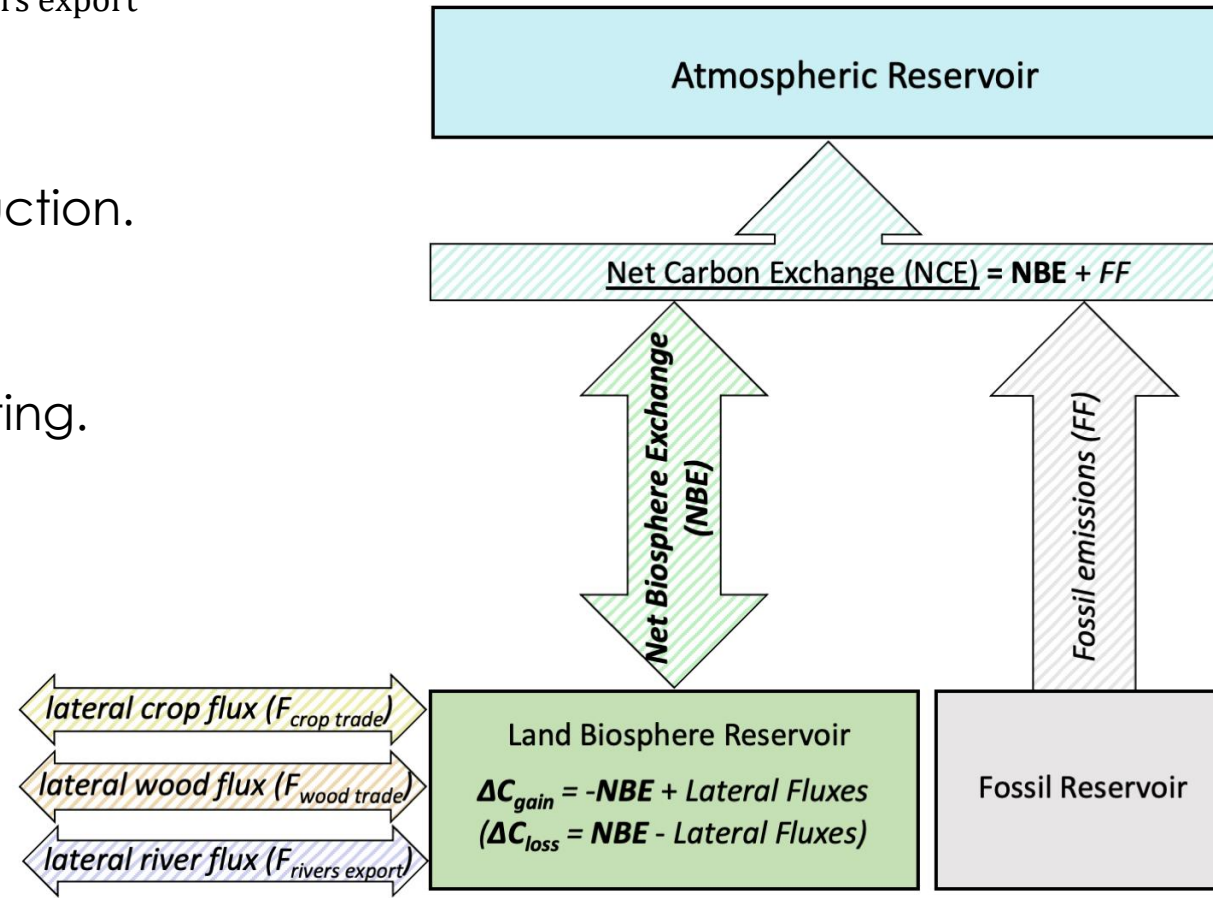 export
Atmospheric Reservoir
Net Carbon Exchange (NCE) = NBE + FF
Net Biosphere Exchange
(NBE)
Fossil emissions (FF)
lateral crop flux (F crop trade)
lateral wood flux (F wood trade)
lateral river flux (F rivers export)
Land Biosphere Reservoir
ΔC gain = -NBE + Lateral Fluxes
(ΔC loss = NBE - Lateral Fluxes)
Fossil Reservoir